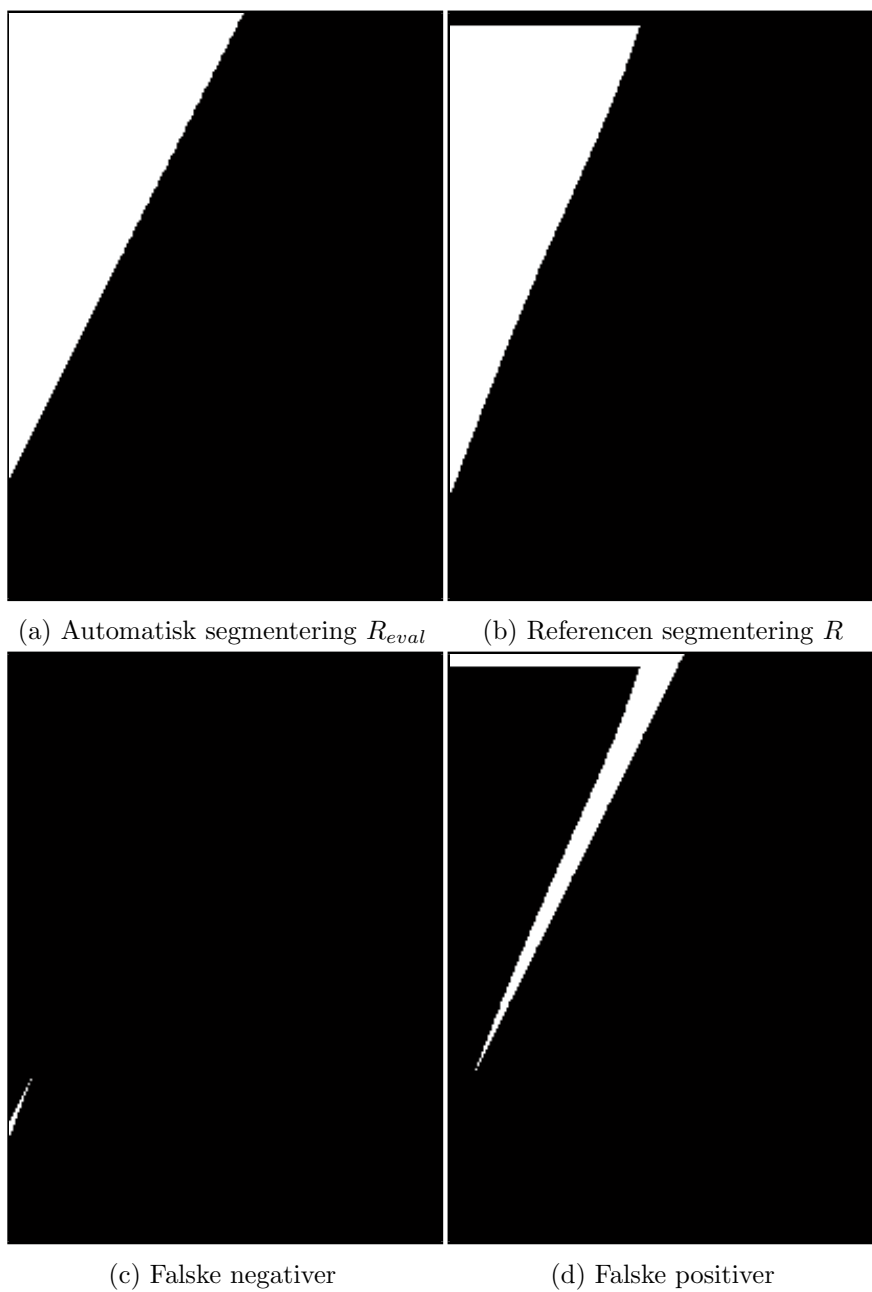 (a) Automatisk segmentering R_eval
(b) Referencen segmentering R
(c) Falske negativer
(d) Falske positiver